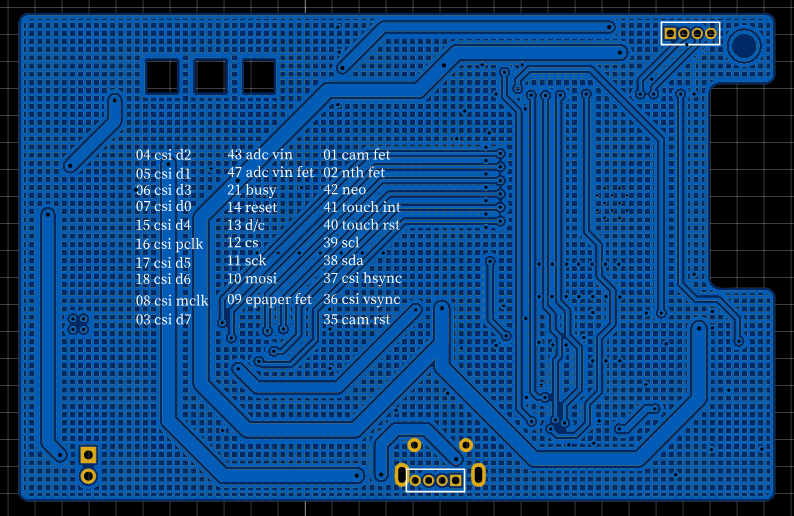 04 csi d2
05 csi d1
06 csi d3
07 csi d0
15 csi d4
16 csi pclk
17 csi d5
18 csi d6
08 csi mclk
03 csi d7
43 adc vin
47 adc vin fet
21 busy
14 reset
13 d/c
12 cs
11 sck
10 mosi
09 epaper fet
01 cam fet
02 nth fet
42 neo
41 touch int
40 touch rst
39 scl
38 sda
37 csi hsync
36 csi vsync
35 cam rst